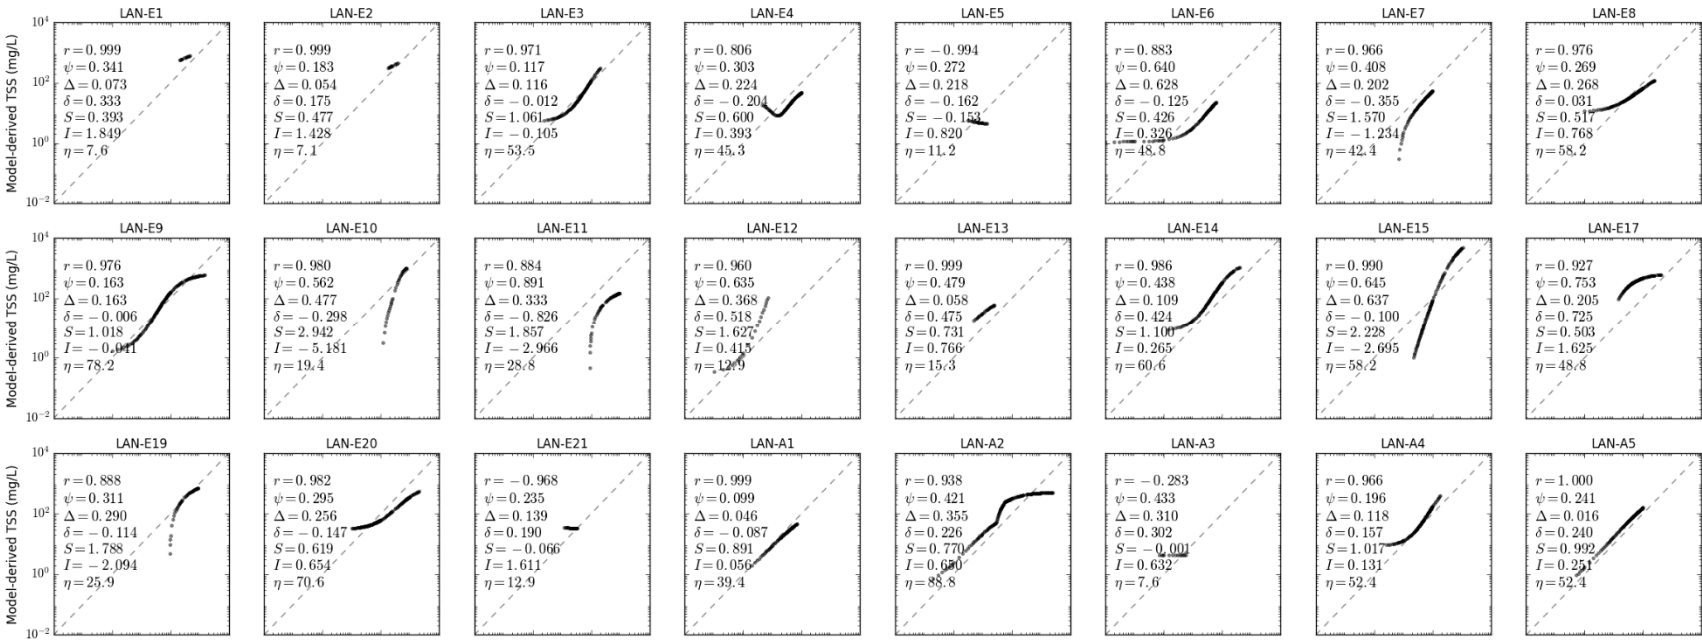 LAN-E1
LAN-E2
LAN-E3
LAN-E4
LAN-E5
LAN-E6
LAN-E7
LAN-E8
Model-derived TSS (mg/L)
10⁴
10²
10⁰
10⁻²
r = 0.999
ψ = 0.341
Δ = 0.073
δ = 0.333
S = 0.393
I = 1.849
η = 7.6
r = 0.999
ψ = 0.183
Δ = 0.054
δ = 0.175
S = 0.477
I = 1.428
η = 7.1
r = 0.971
ψ = 0.117
Δ = 0.116
δ = −0.012
S = 1.061
I = −0.105
η = 53.5
r = 0.806
ψ = 0.303
Δ = 0.224
δ = −0.204
S = 0.600
I = 0.393
η = 45.3
r = −0.994
ψ = 0.272
Δ = 0.218
δ = −0.162
S = −0.153
I = 0.820
η = 11.2
r = 0.883
ψ = 0.640
Δ = 0.628
δ = −0.125
S = 0.426
I = 0.326
η = 48.8
r = 0.966
ψ = 0.408
Δ = 0.202
δ = −0.355
S = 1.570
I = −1.234
η = 42.4
r = 0.976
ψ = 0.269
Δ = 0.268
δ = 0.031
S = 0.517
I = 0.768
η = 58.2
LAN-E9
LAN-E10
LAN-E11
LAN-E12
LAN-E13
LAN-E14
LAN-E15
LAN-E17
Model-derived TSS (mg/L)
10⁴
10²
10⁰
10⁻²
r = 0.976
ψ = 0.163
Δ = 0.163
δ = −0.006
S = 1.018
I = −0.041
η = 78.2
r = 0.980
ψ = 0.562
Δ = 0.477
δ = −0.298
S = 2.942
I = −5.181
η = 19.4
r = 0.884
ψ = 0.891
Δ = 0.333
δ = −0.826
S = 1.857
I = −2.966
η = 28.8
r = 0.960
ψ = 0.635
Δ = 0.368
δ = 0.518
S = 1.627
I = 0.415
η = 12.9
r = 0.999
ψ = 0.479
Δ = 0.058
δ = 0.475
S = 0.731
I = 0.766
η = 15.3
r = 0.986
ψ = 0.438
Δ = 0.109
δ = 0.424
S = 1.100
I = 0.265
η = 60.6
r = 0.990
ψ = 0.645
Δ = 0.637
δ = −0.100
S = 2.228
I = −2.695
η = 58.2
r = 0.927
ψ = 0.753
Δ = 0.205
δ = 0.725
S = 0.503
I = 1.625
η = 48.8
LAN-E19
LAN-E20
LAN-E21
LAN-A1
LAN-A2
LAN-A3
LAN-A4
LAN-A5
Model-derived TSS (mg/L)
10⁴
10²
10⁰
10⁻²
r = 0.888
ψ = 0.311
Δ = 0.290
δ = −0.114
S = 1.788
I = −2.094
η = 25.9
r = 0.982
ψ = 0.295
Δ = 0.256
δ = −0.147
S = 0.619
I = 0.654
η = 70.6
r = −0.968
ψ = 0.235
Δ = 0.139
δ = 0.190
S = −0.066
I = 1.611
η = 12.9
r = 0.999
ψ = 0.099
Δ = 0.046
δ = −0.087
S = 0.891
I = 0.056
η = 39.4
r = 0.938
ψ = 0.421
Δ = 0.355
δ = 0.226
S = 0.770
I = 0.650
η = 88.8
r = −0.283
ψ = 0.433
Δ = 0.310
δ = 0.302
S = −0.001
I = 0.632
η = 7.6
r = 0.966
ψ = 0.196
Δ = 0.118
δ = 0.157
S = 1.017
I = 0.131
η = 52.4
r = 1.000
ψ = 0.241
Δ = 0.016
δ = 0.240
S = 0.992
I = 0.251
η = 52.4